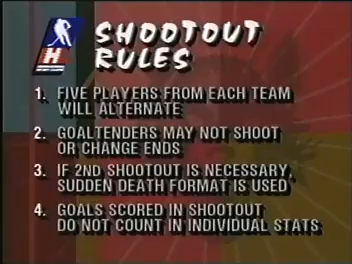 SHOOTOUT
RULES
H
1. FIVE PLAYERS FROM EACH TEAM
WILL ALTERNATE
2. GOALTENDERS MAY NOT SHOOT
OR CHANGE ENDS
3. IF 2ND SHOOTOUT IS NECESSARY,
SUDDEN DEATH FORMAT IS USED
4. GOALS SCORED IN SHOOTOUT
DO NOT COUNT IN INDIVIDUAL STATS